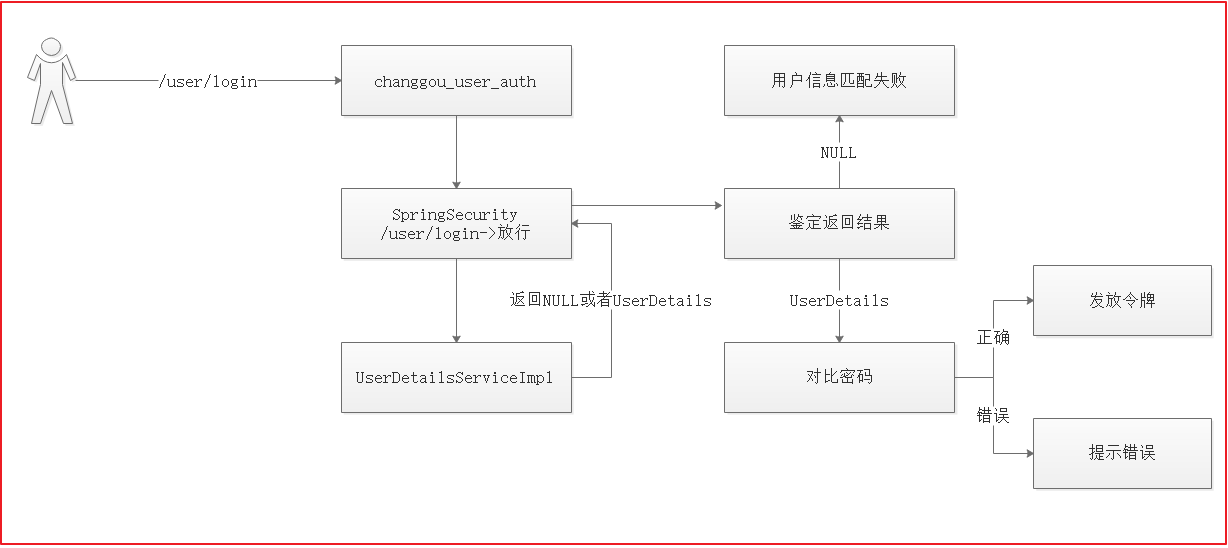 /user/login
changgou_user_auth
用户信息匹配失败
NULL
SpringSecurity
/user/login->放行
鉴定返回结果
返回NULL或者UserDetails
UserDetails
发放令牌
正确
UserDetailsServiceImpl
对比密码
错误
提示错误